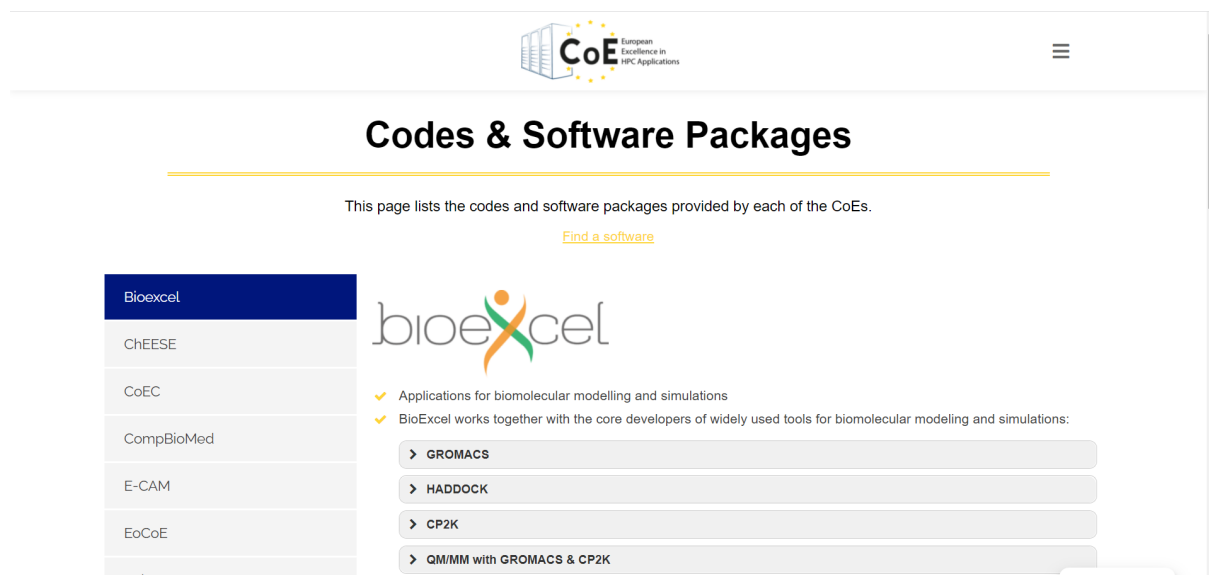 CoE
European
Excellence in
HPC Applications
Codes & Software Packages
This page lists the codes and software packages provided by each of the CoEs.
Find a software
Bioexcel
ChEESE
CoEC
CompBioMed
E-CAM
EoCoE
bioexcel
Applications for biomolecular modelling and simulations
BioExcel works together with the core developers of widely used tools for biomolecular modeling and simulations:
GROMACS
HADDOCK
CP2K
QM/MM with GROMACS & CP2K